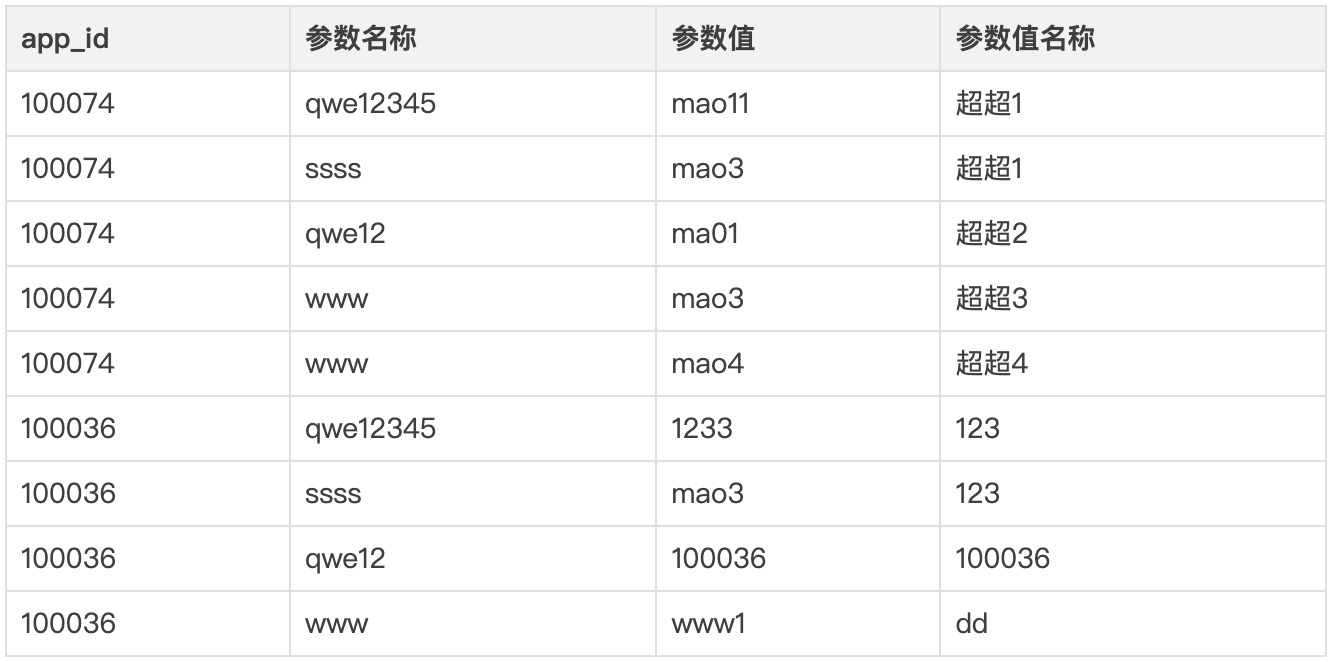 app_id 参数名称 参数值 参数值名称
100074 qwe12345 mao11 超超1
100074 ssss mao3 超超1
100074 qwe12 ma01 超超2
100074 www mao3 超超3
100074 www mao4 超超4
100036 qwe12345 1233 123
100036 ssss mao3 123
100036 qwe12 100036 100036
100036 www www1 dd